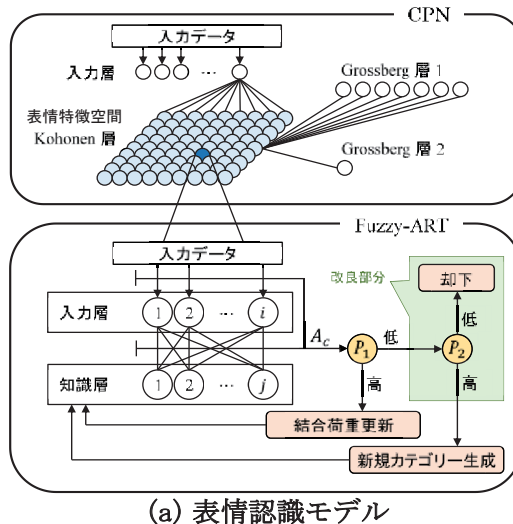 CPN
入力データ
入力層
…
Grossberg 層 1
表情特徴空間
Kohonen 層
Grossberg 層 2
Fuzzy-ART
入力データ
改良部分
却下
入力層
1 2 … i
A_c
P_1
低
P_2
低
高
高
知識層
1 2 … j
結合荷重更新
新規カテゴリー生成
(a) 表情認識モデル